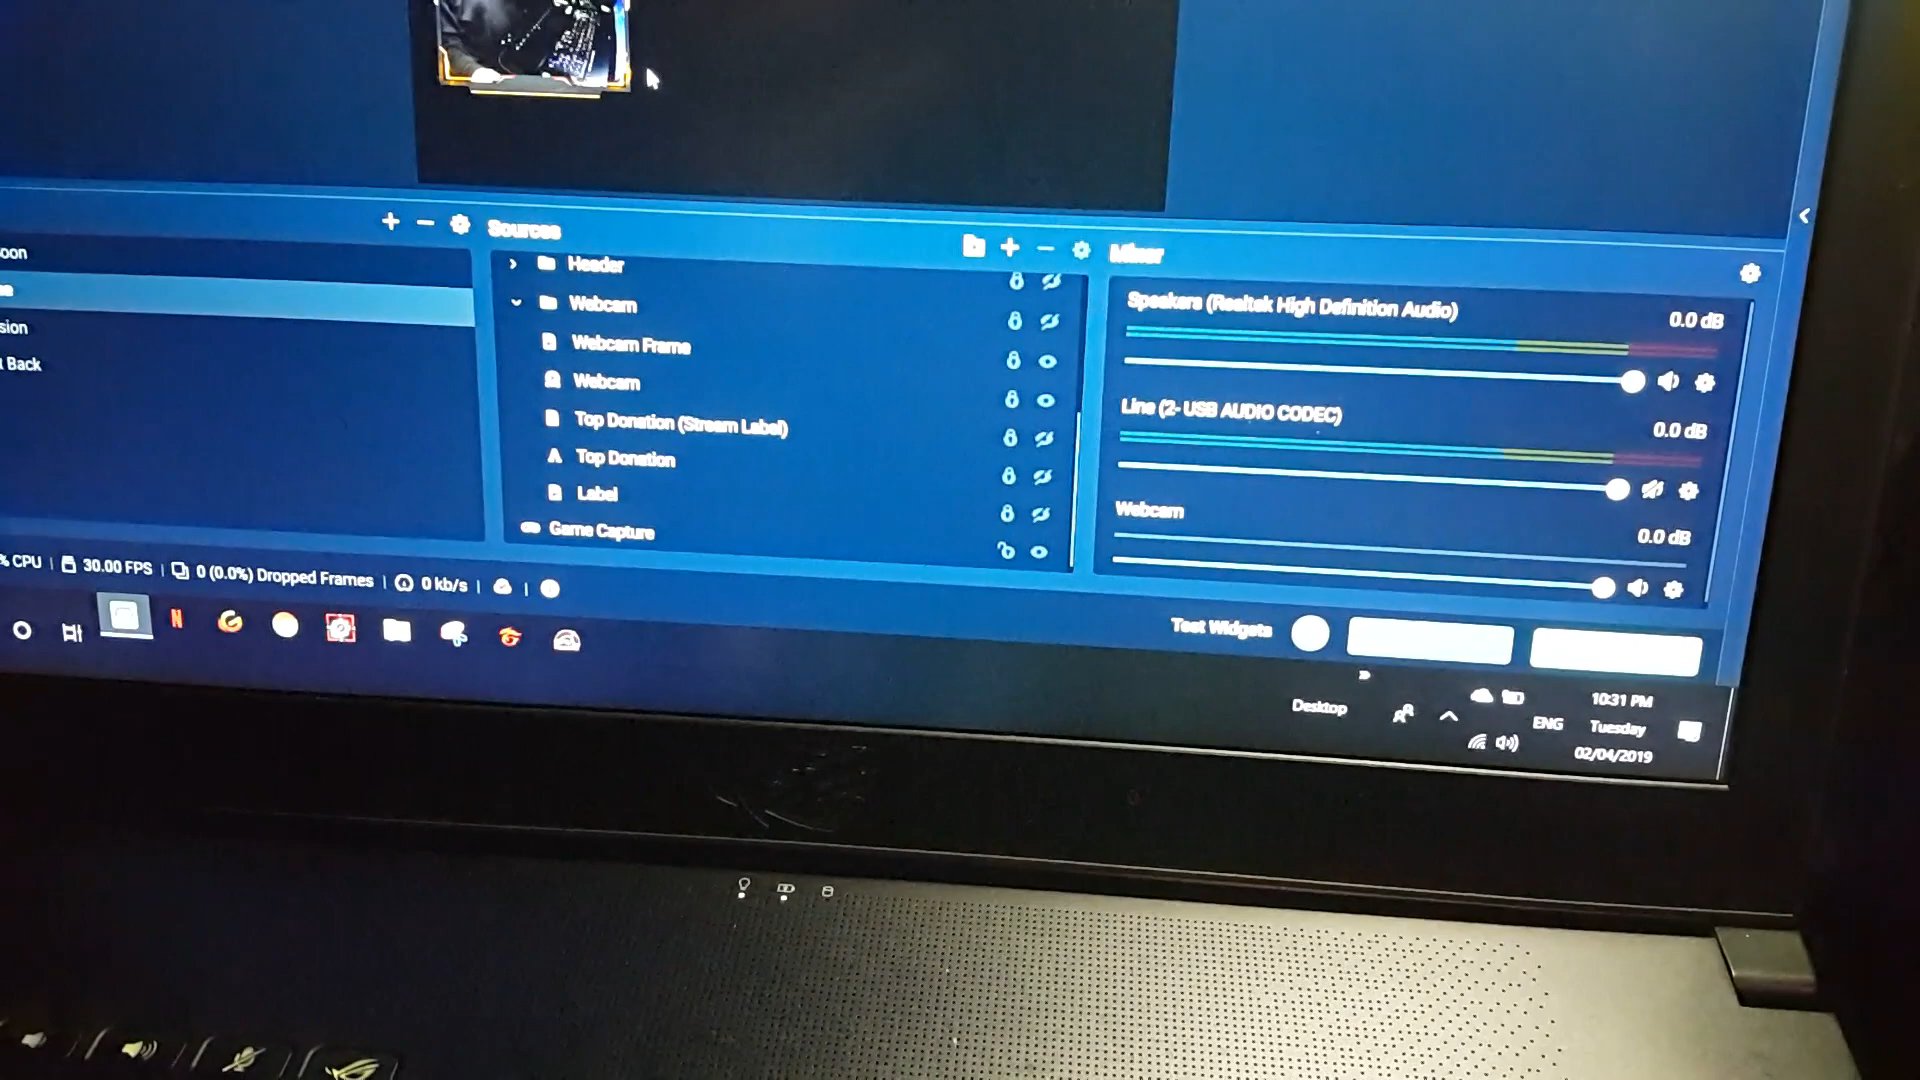 oon
sion
t Back
Sources
Header
Webcam
Webcam Frame
Webcam
Top Donation (Stream Label)
Top Donation
Label
Game Capture
Mixer
Speakers (Realtek High Definition Audio)
0.0 dB
Line (2- USB AUDIO CODEC)
0.0 dB
Webcam
0.0 dB
% CPU | 30.00 FPS | 0 (0.0%) Dropped Frames | 0 kb/s |
Test Widgets
Desktop
ENG
10:31 PM
Tuesday
02/04/2019